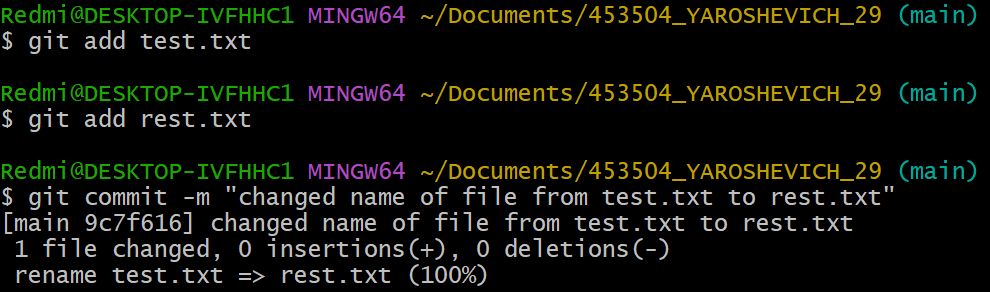 Redmi@DESKTOP-IVFHHC1 MINGW64 ~/Documents/453504_YAROSHEVICH_29 (main)
$ git add test.txt
Redmi@DESKTOP-IVFHHC1 MINGW64 ~/Documents/453504_YAROSHEVICH_29 (main)
$ git add rest.txt
Redmi@DESKTOP-IVFHHC1 MINGW64 ~/Documents/453504_YAROSHEVICH_29 (main)
$ git commit -m "changed name of file from test.txt to rest.txt"
[main 9c7f616] changed name of file from test.txt to rest.txt
 1 file changed, 0 insertions(+), 0 deletions(-)
 rename test.txt => rest.txt (100%)